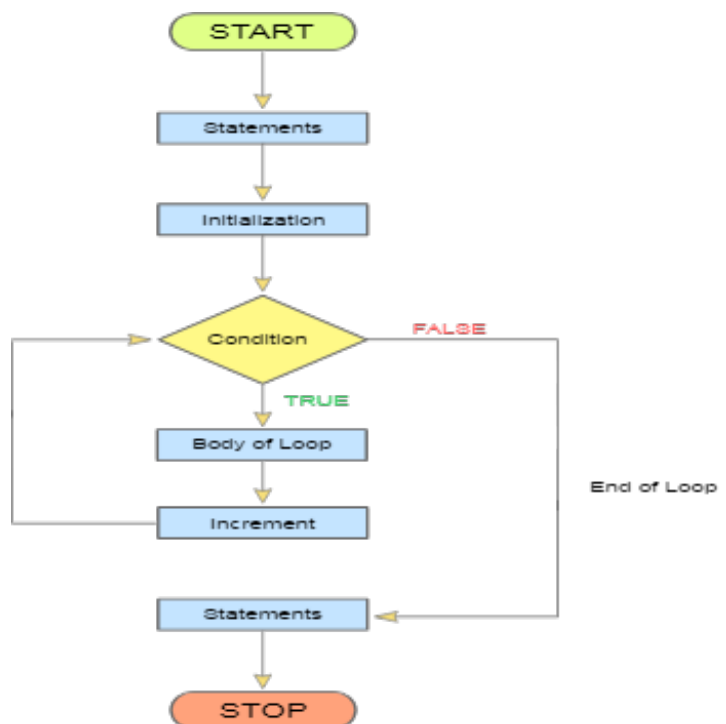 START
Statements
Initialization
Condition
FALSE
TRUE
Body of Loop
End of Loop
Increment
Statements
STOP